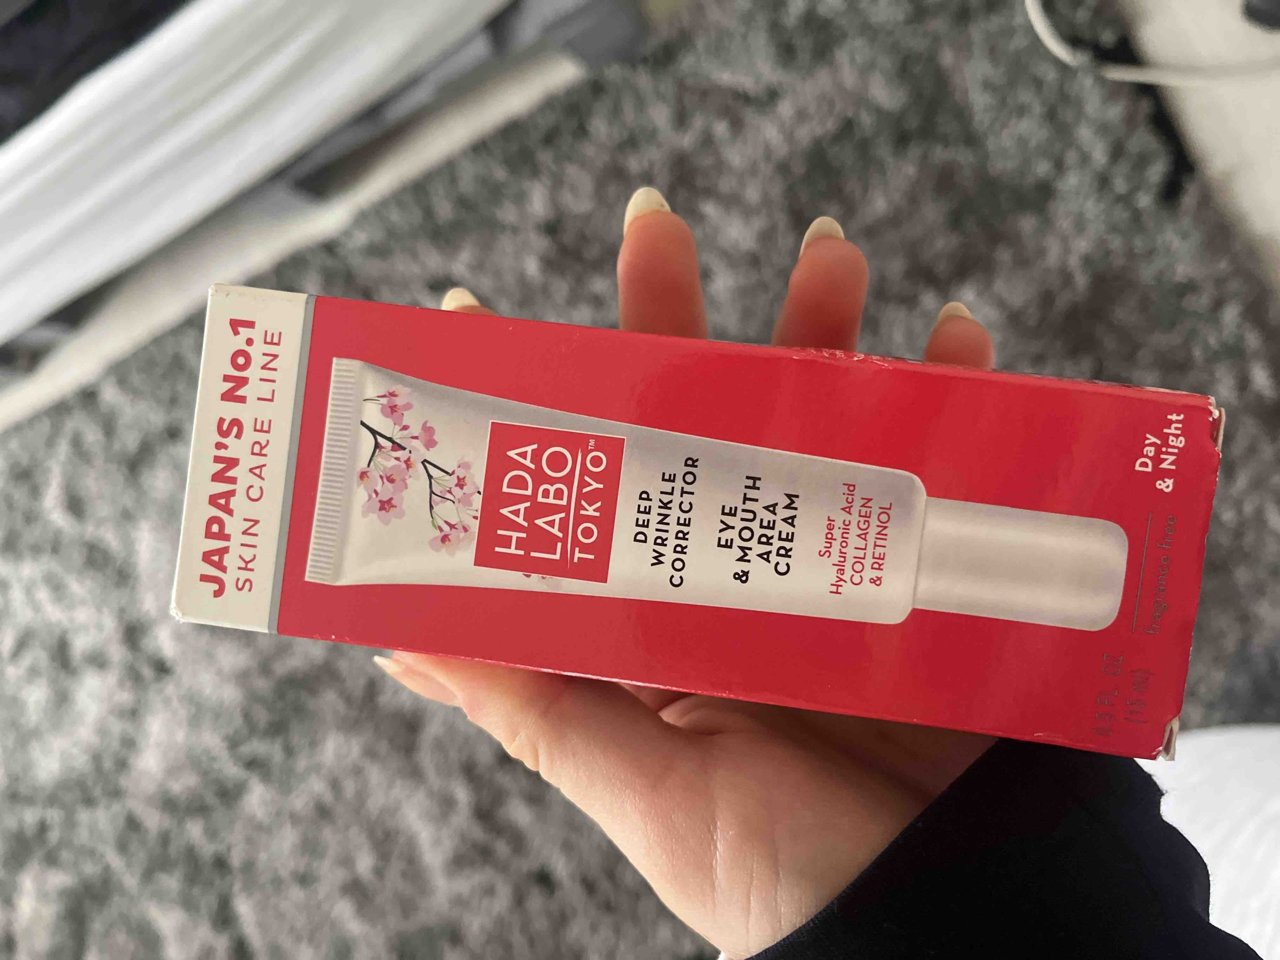 JAPAN'S No.1
SKIN CARE LINE
HADA
LABO
TOKYO™
DEEP
WRINKLE
CORRECTOR
EYE
& MOUTH
AREA
CREAM
Super
Hyaluronic Acid
COLLAGEN
& RETINOL
Day
& Night
fragrance free